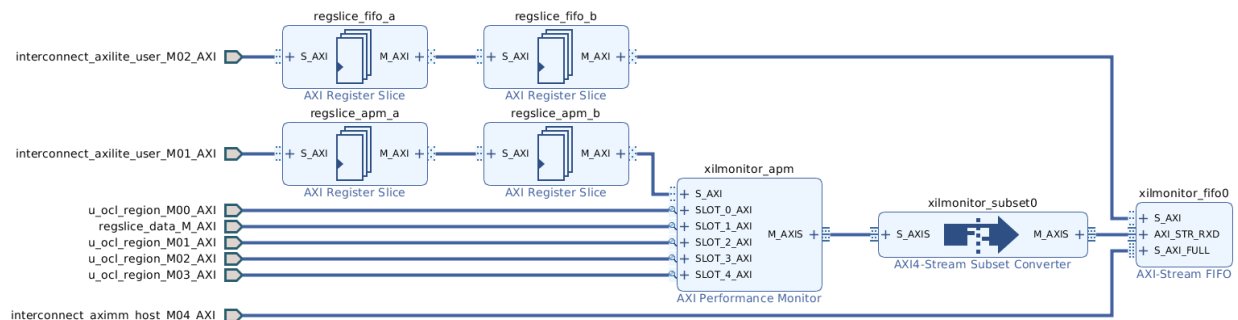 regslice_fifo_a
regslice_fifo_b
interconnect_axilite_user_M02_AXI
S_AXI
M_AXI
S_AXI
M_AXI
AXI Register Slice
AXI Register Slice
regslice_apm_a
regslice_apm_b
interconnect_axilite_user_M01_AXI
S_AXI
M_AXI
S_AXI
M_AXI
AXI Register Slice
AXI Register Slice
xilmonitor_apm
S_AXI
u_ocl_region_M00_AXI
SLOT_0_AXI
regslice_data_M_AXI
SLOT_1_AXI
u_ocl_region_M01_AXI
SLOT_2_AXI
u_ocl_region_M02_AXI
SLOT_3_AXI
u_ocl_region_M03_AXI
SLOT_4_AXI
M_AXIS
AXI Performance Monitor
xilmonitor_subset0
S_AXIS
M_AXIS
AXI4-Stream Subset Converter
xilmonitor_fifo0
S_AXI
AXI_STR_RXD
S_AXI_FULL
AXI-Stream FIFO
interconnect_aximm_host_M04_AXI